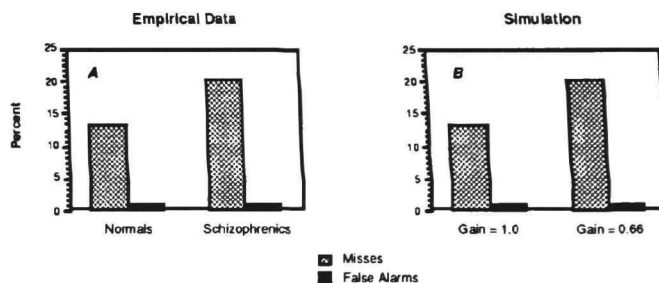 Empirical Data
Simulation
Percent
25
20
15
10
5
0
A
Normals
Schizophrenics
25
20
15
10
5
0
B
Gain = 1.0
Gain = 0.66
Misses
False Alarms